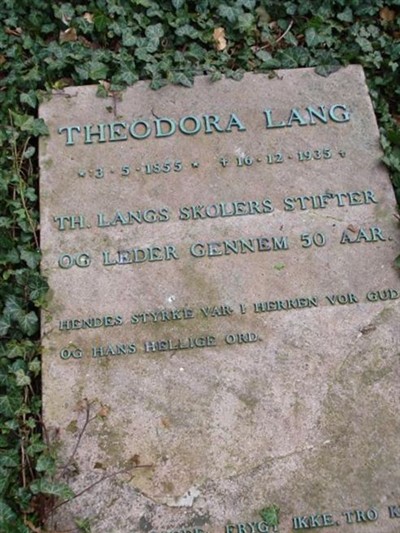 THEODORA LANG
* 3 · 5 · 1855 * + 16 · 12 · 1935 +
TH. LANGS SKOLERS STIFTER
OG LEDER GENNEM 50 AAR.
HENDES STYRKE VAR I HERREN VOR GUD
OG HANS HELLIGE ORD.
FRYGT IKKE, TRO K